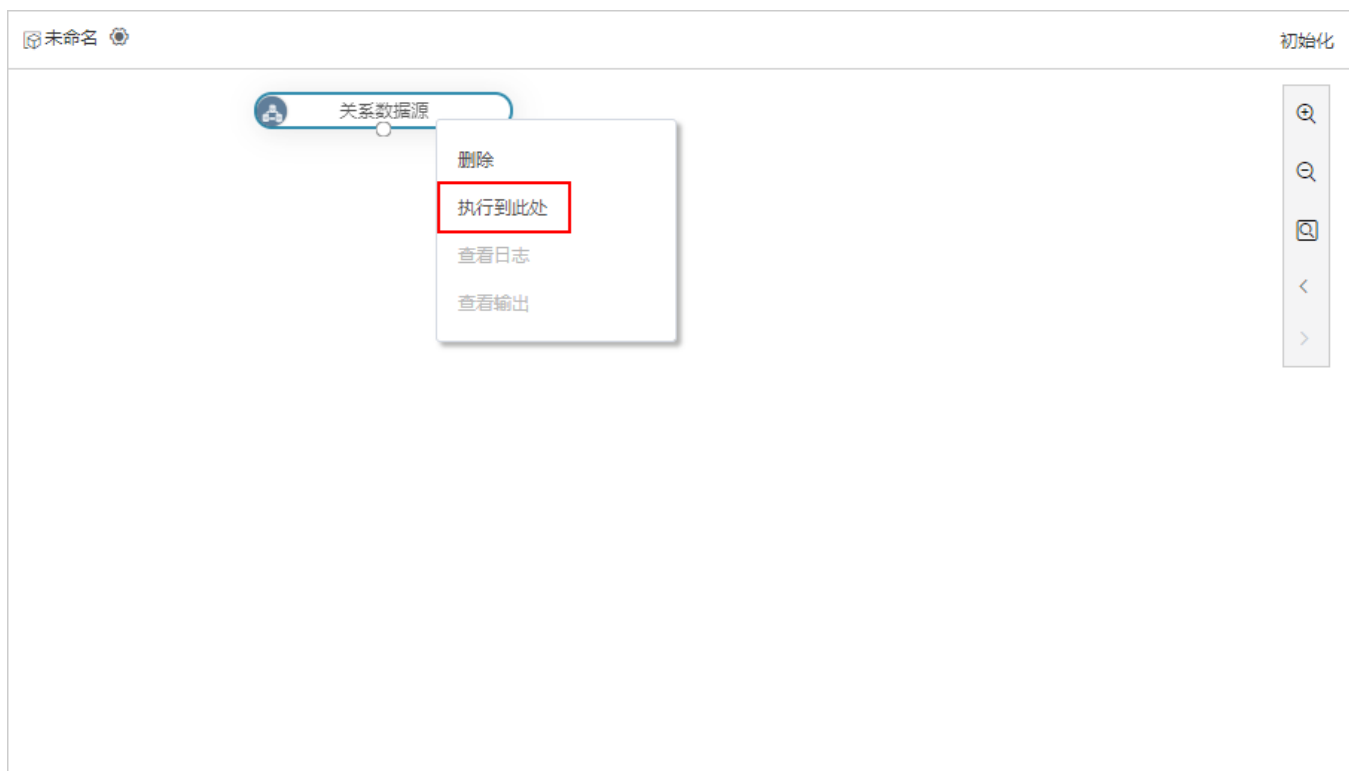 未命名
初始化
关系数据源
删除
执行到此处
查看日志
查看输出